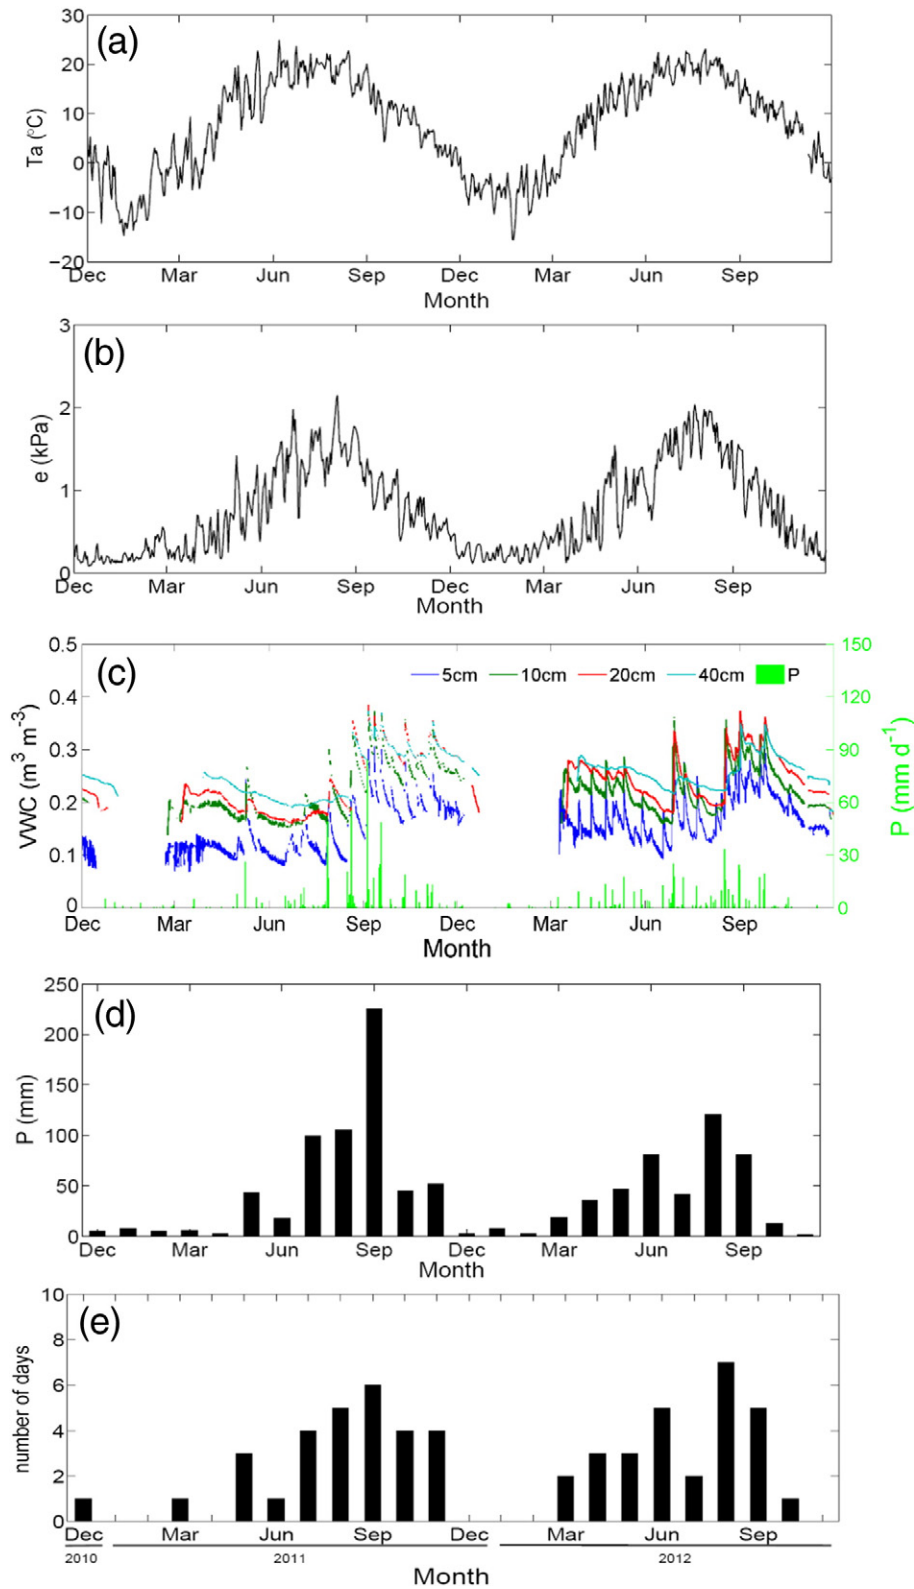 (a)
Ta (°C)
30
20
10
0
−10
−20
Dec Mar Jun Sep Dec Mar Jun Sep
Month
(b)
e (kPa)
3
2
1
0
Dec Mar Jun Sep Dec Mar Jun Sep
Month
(c)
VWC (m³ m⁻³)
0.5
0.4
0.3
0.2
0.1
0
5cm 10cm 20cm 40cm P
150
120
90
60
30
0
P (mm d⁻¹)
Dec Mar Jun Sep Dec Mar Jun Sep
Month
(d)
P (mm)
250
200
150
100
50
0
Dec Mar Jun Sep Dec Mar Jun Sep
Month
(e)
number of days
10
8
6
4
2
0
Dec Mar Jun Sep Dec Mar Jun Sep
2010 2011 2012
Month